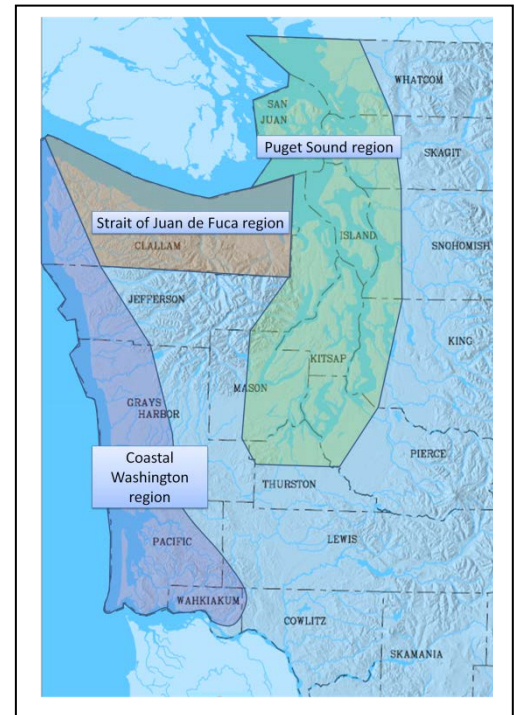 WHATCOM
SAN
JUAN
Puget Sound region
SKAGIT
Strait of Juan de Fuca region
CLALLAM
ISLAND
SNOHOMISH
JEFFERSON
KING
KITSAP
MASON
GRAYS
HARBOR
PIERCE
Coastal
Washington
region
THURSTON
PACIFIC
LEWIS
WAHKIAKUM
COWLITZ
SKAMANIA